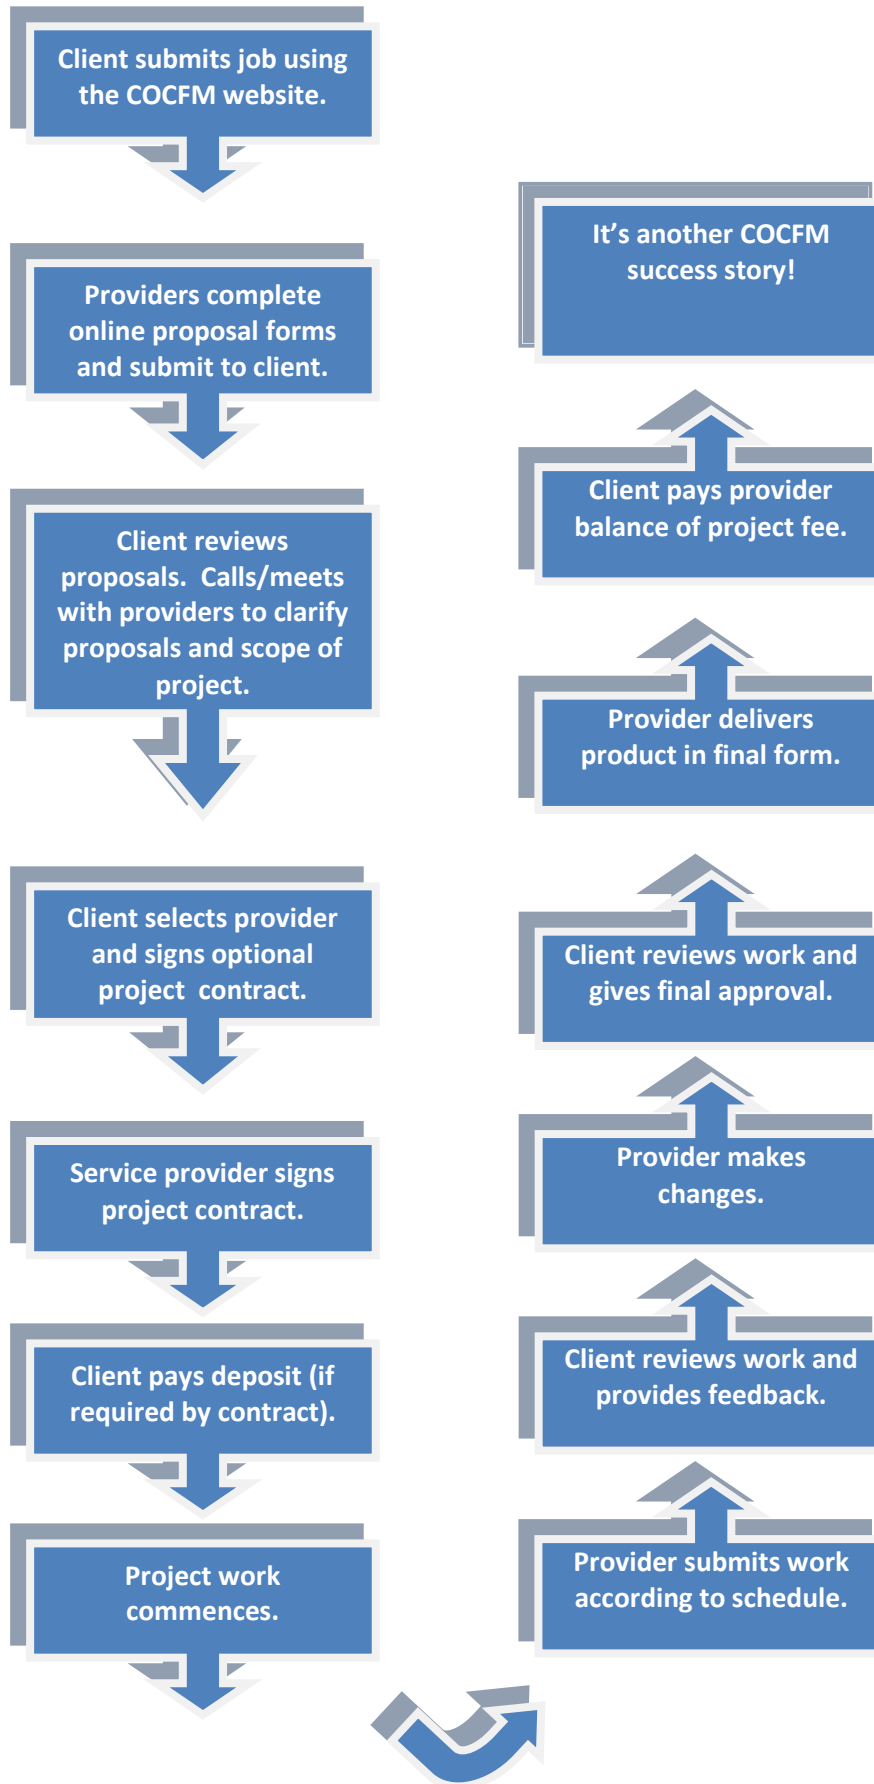 Client submits job using
the COCFM website.
Providers complete
online proposal forms
and submit to client.
Client reviews
proposals.  Calls/meets
with providers to clarify
proposals and scope of
project.
Client selects provider
and signs optional
project  contract.
Service provider signs
project contract.
Client pays deposit (if
required by contract).
Project work
commences.
Provider submits work
according to schedule.
Client reviews work and
provides feedback.
Provider makes
changes.
Client reviews work and
gives final approval.
Provider delivers
product in final form.
Client pays provider
balance of project fee.
It’s another COCFM
success story!